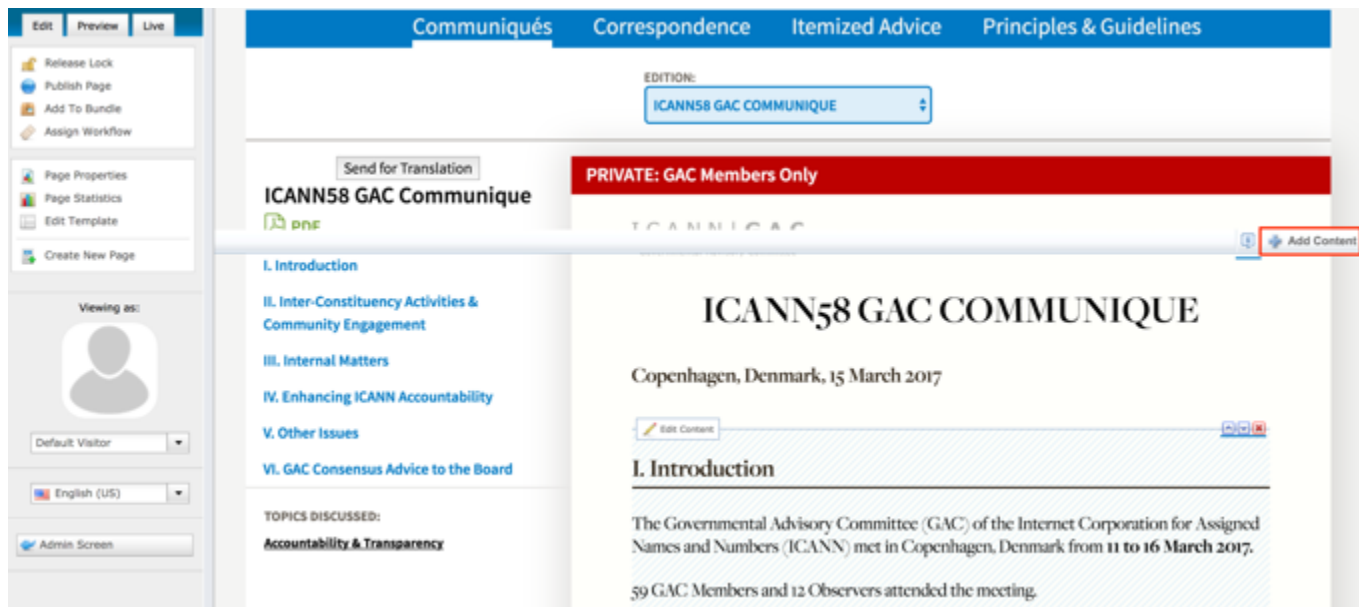 Edit Preview Live
Release Lock
Publish Page
Add To Bundle
Assign Workflow
Page Properties
Page Statistics
Edit Template
Create New Page
Viewing as:
Default Visitor
English (US)
Admin Screen
Communiqués Correspondence Itemized Advice Principles & Guidelines
EDITION:
ICANN58 GAC COMMUNIQUE
Send for Translation
ICANN58 GAC Communique
PDF
I. Introduction
II. Inter-Constituency Activities &
Community Engagement
III. Internal Matters
IV. Enhancing ICANN Accountability
V. Other Issues
VI. GAC Consensus Advice to the Board
TOPICS DISCUSSED:
Accountability & Transparency
PRIVATE: GAC Members Only
ICANN|GAC
Add Content
ICANN58 GAC COMMUNIQUE
Copenhagen, Denmark, 15 March 2017
Edit Content
I. Introduction
The Governmental Advisory Committee (GAC) of the Internet Corporation for Assigned
Names and Numbers (ICANN) met in Copenhagen, Denmark from 11 to 16 March 2017.
59 GAC Members and 12 Observers attended the meeting.